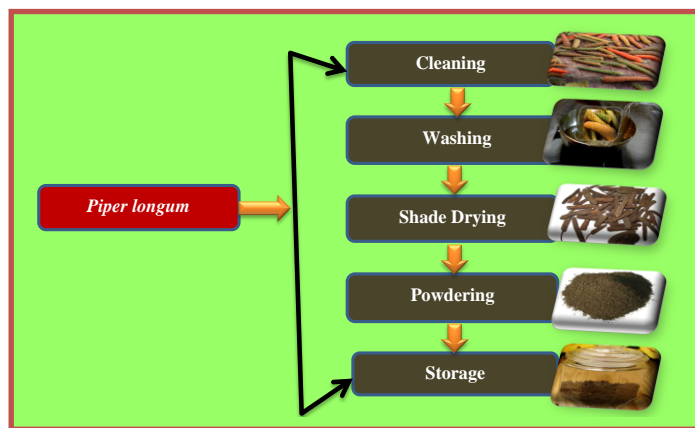 Piper longum
Cleaning
Washing
Shade Drying
Powdering
Storage